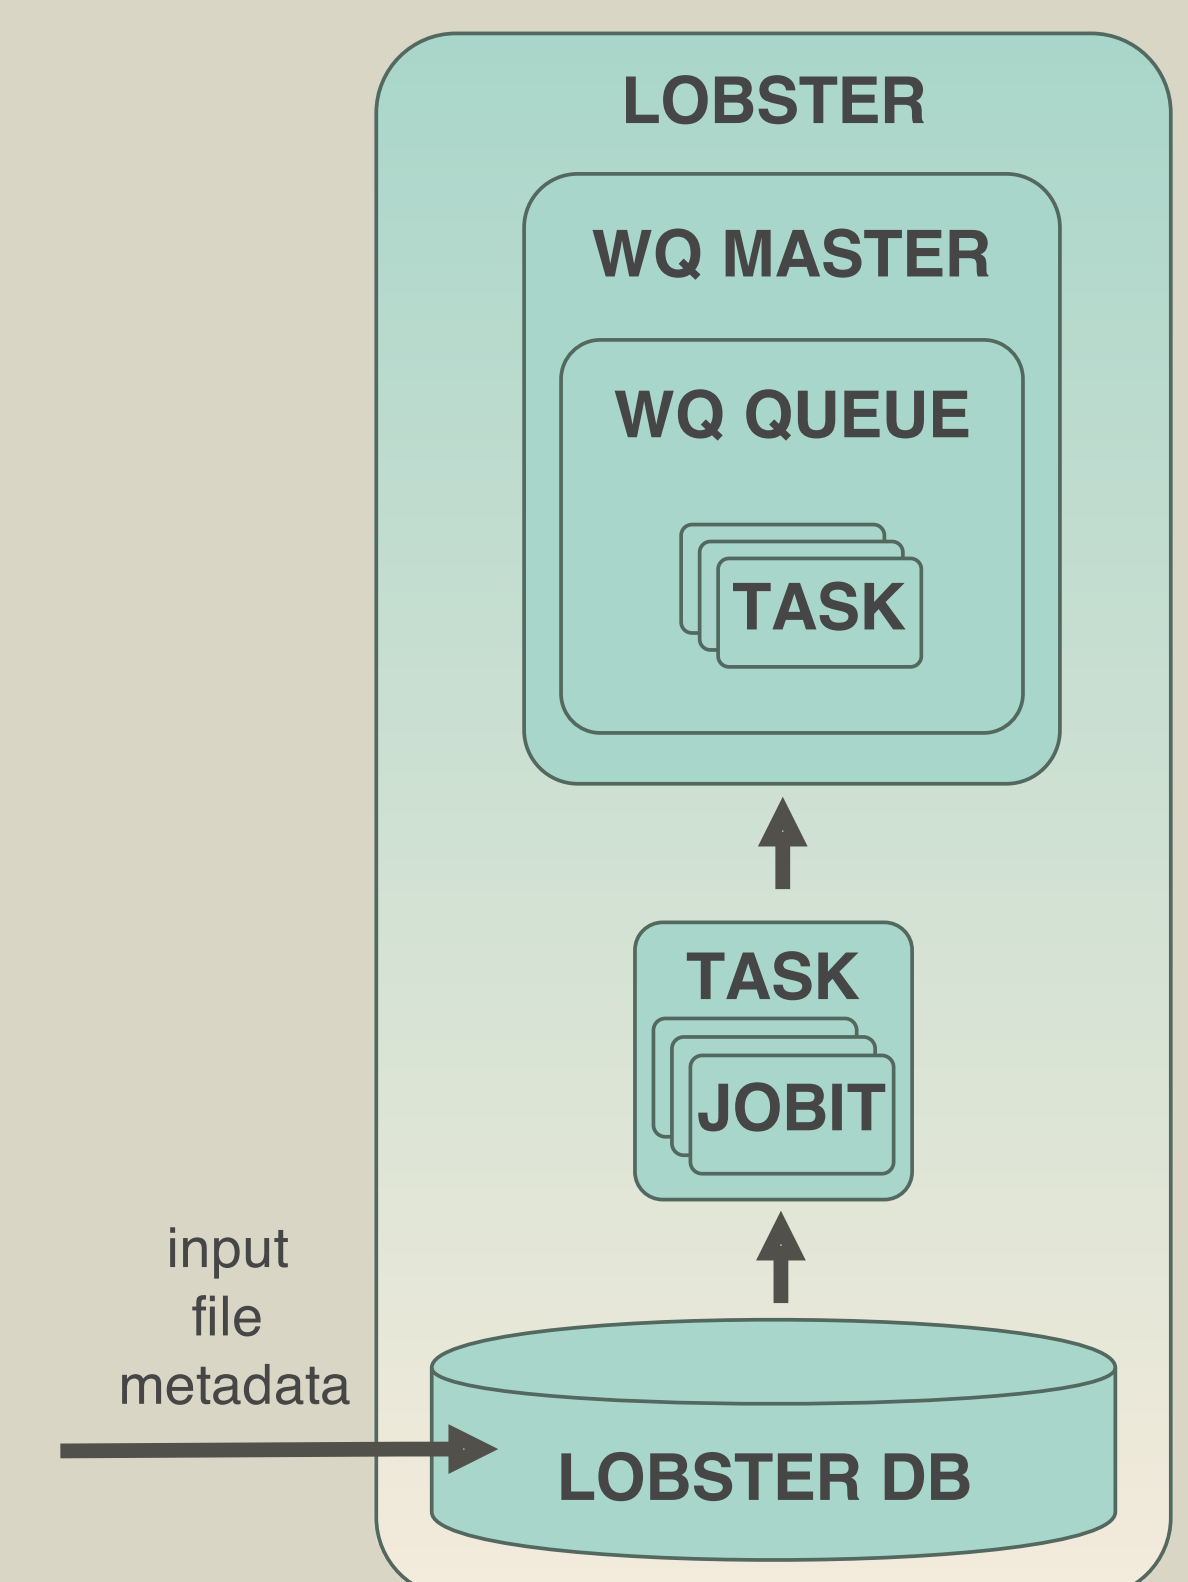 LOBSTER
WQ MASTER
WQ QUEUE
TASK
TASK
JOBIT
input
file
metadata
LOBSTER DB